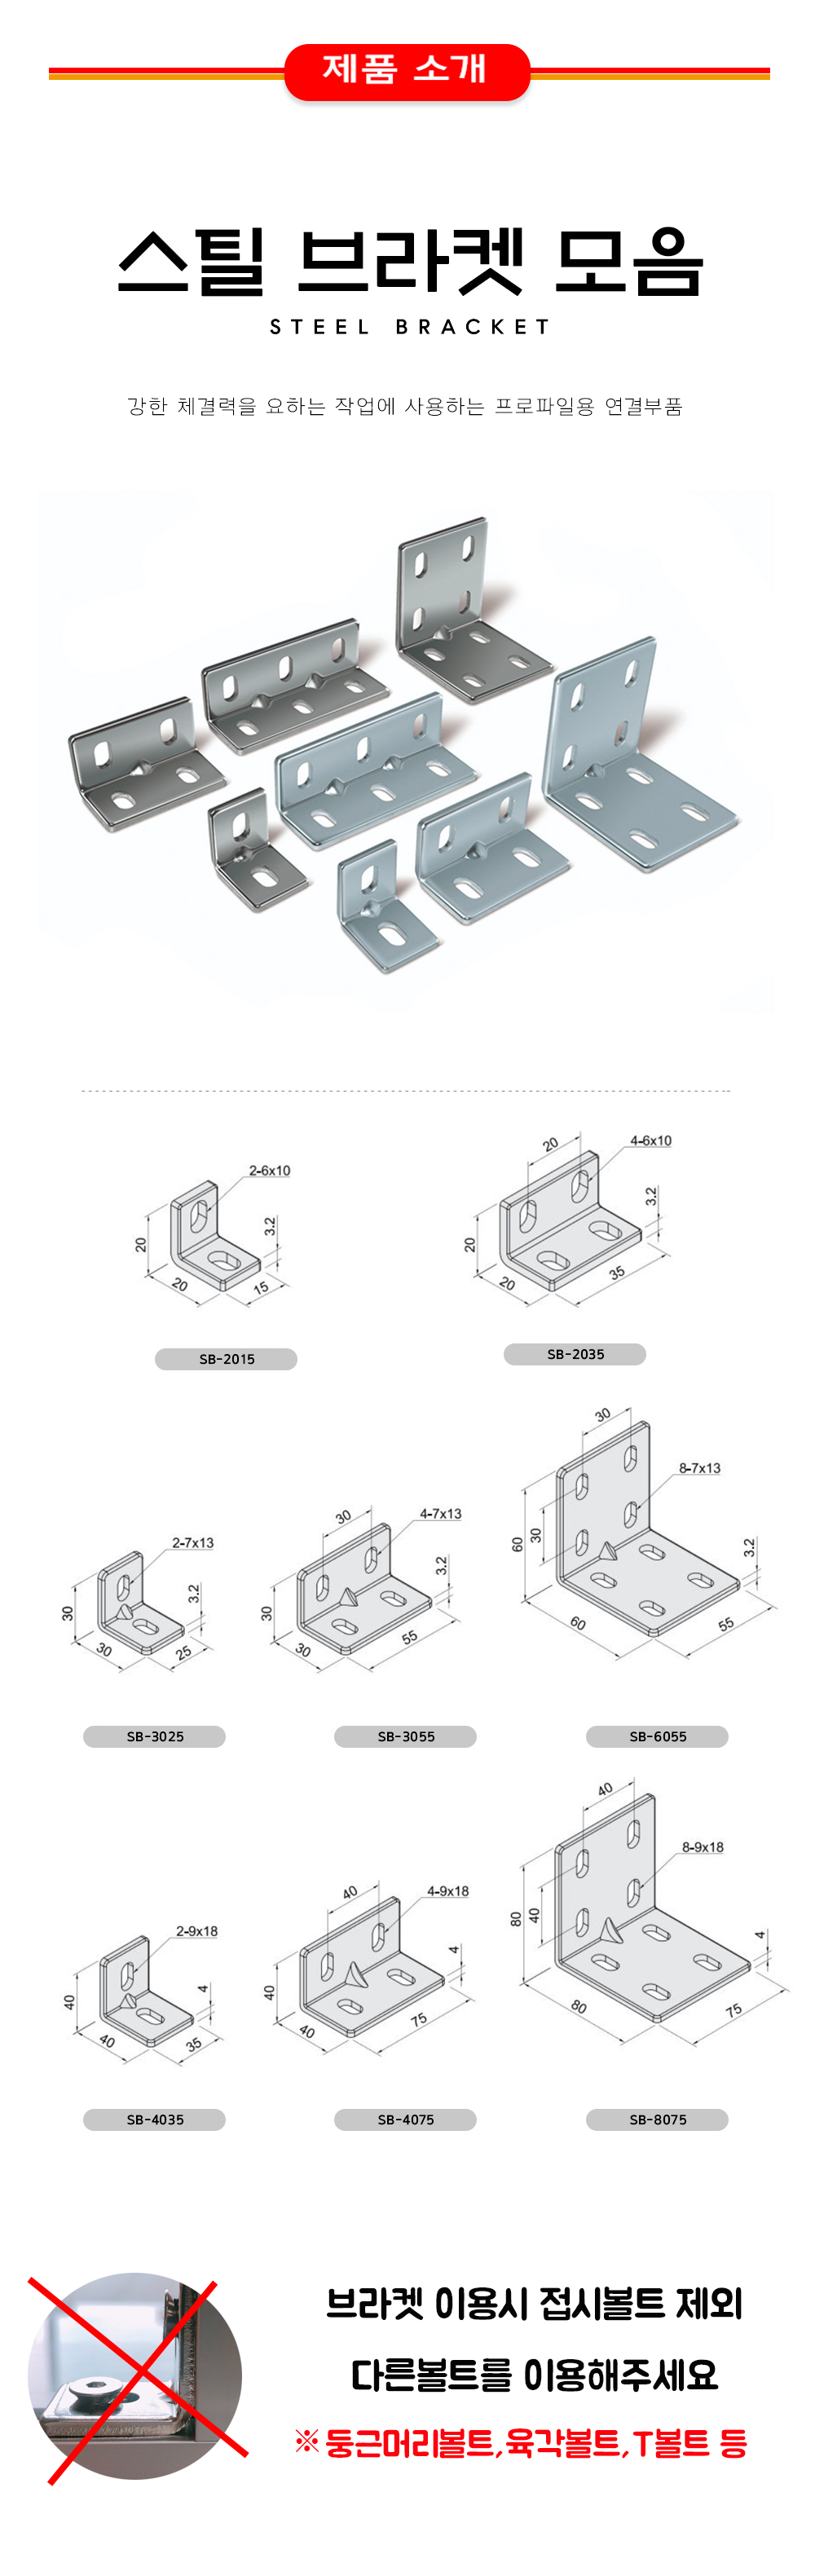 제품 소개
스틸 브라켓 모음
STEEL BRACKET
강한 체결력을 요하는 작업에 사용하는 프로파일용 연결부품
2-6x10
20
20
15
3.2
SB-2015
20
4-6x10
3.2
20
20
35
SB-2035
2-7x13
3.2
30
30
25
SB-3025
30
4-7x13
3.2
30
30
55
SB-3055
30
8-7x13
60
30
3.2
60
55
SB-6055
2-9x18
4
40
40
35
SB-4035
40
4-9x18
4
40
40
75
SB-4075
40
8-9x18
80
40
4
80
75
SB-8075
브라켓 이용시 접시볼트 제외
다른볼트를 이용해주세요
※ 둥근머리볼트,육각볼트,T볼트 등